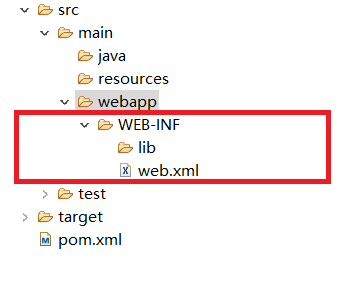 src
main
java
resources
webapp
WEB-INF
lib
web.xml
test
target
pom.xml